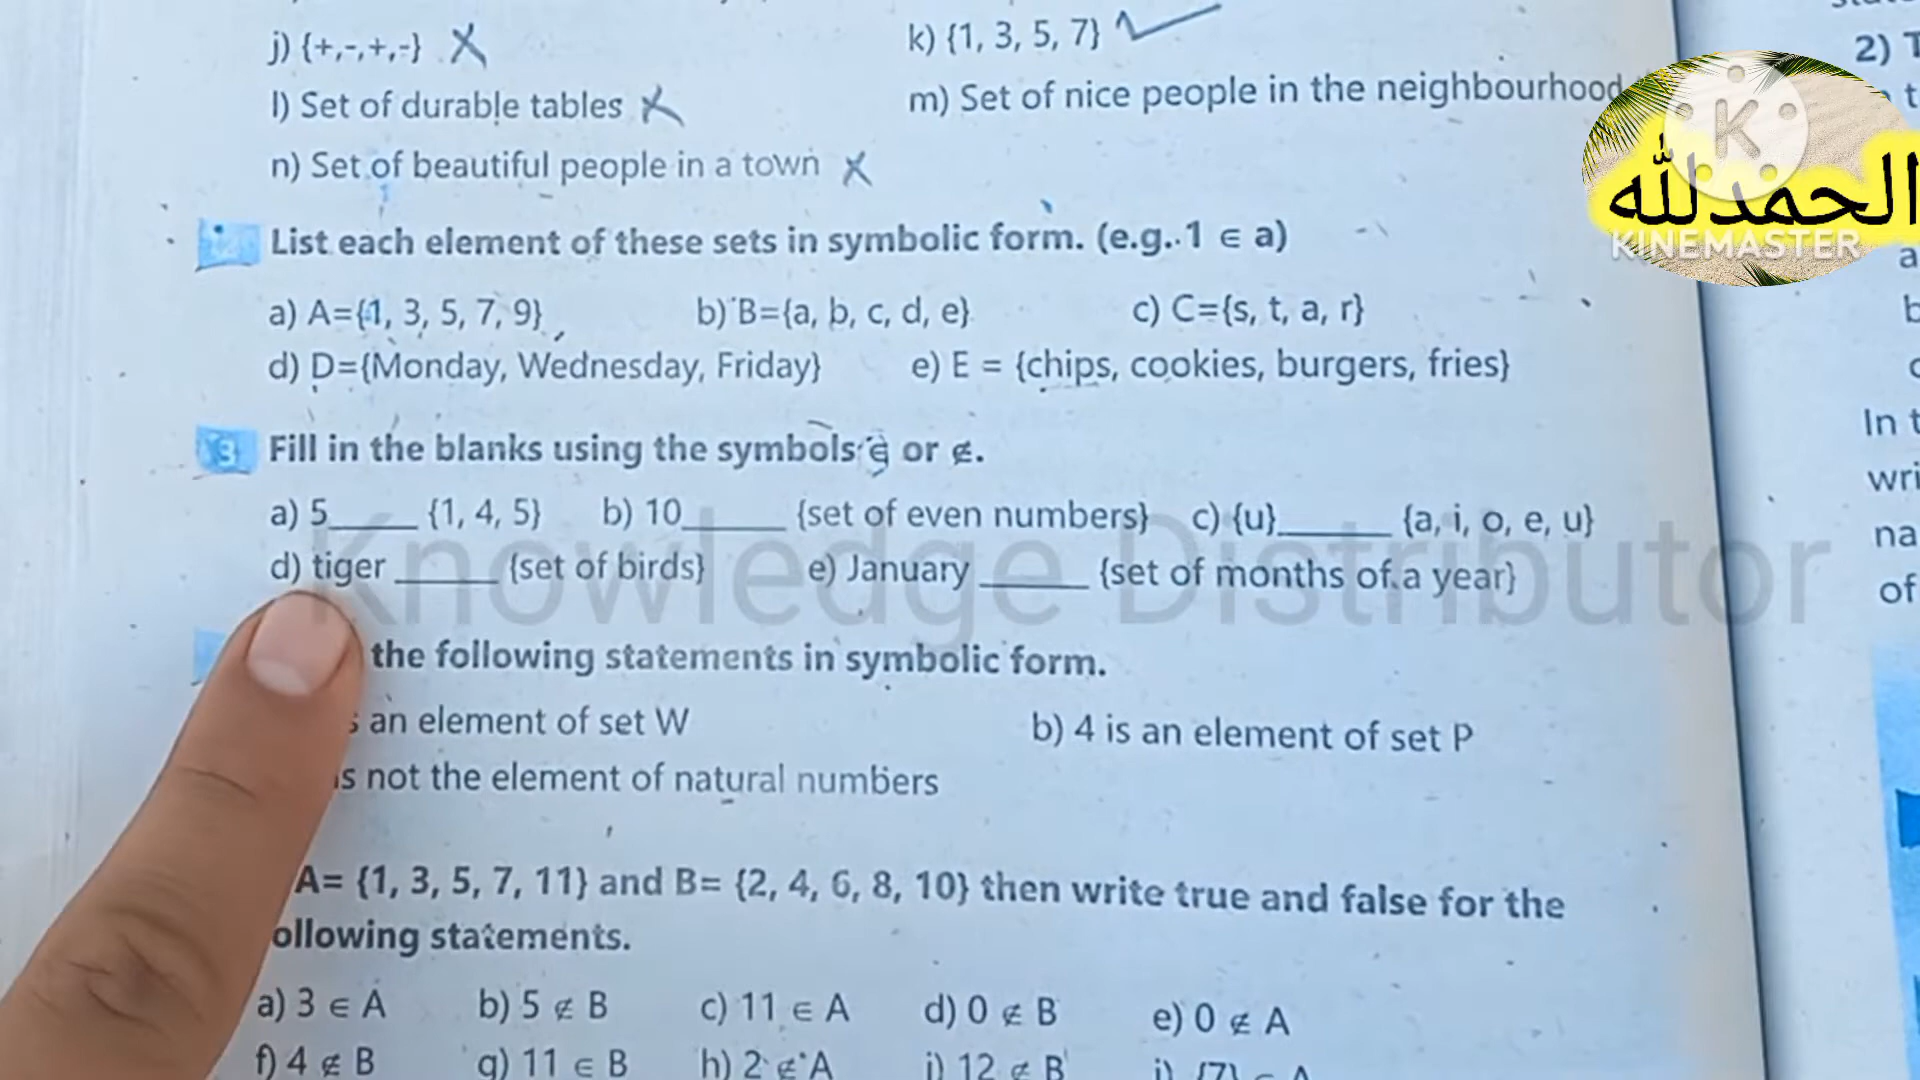 j) {+,-,+,-}
k) {1, 3, 5, 7}
l) Set of durable tables
m) Set of nice people in the neighbourhood
n) Set of beautiful people in a town
List each element of these sets in symbolic form. (e.g. 1 ∈ a)
a) A={1, 3, 5, 7, 9}
b) B={a, b, c, d, e}
c) C={s, t, a, r}
d) D={Monday, Wednesday, Friday}
e) E = {chips, cookies, burgers, fries}
3 Fill in the blanks using the symbols ∈ or ∉.
a) 5_____ {1, 4, 5}
b) 10______ {set of even numbers}
c) {u}______ {a, i, o, e, u}
d) tiger _____ {set of birds}
e) January _____ {set of months of a year}
the following statements in symbolic form.
an element of set W
b) 4 is an element of set P
is not the element of natural numbers
A= {1, 3, 5, 7, 11} and B= {2, 4, 6, 8, 10} then write true and false for the
ollowing statements.
a) 3 ∈ A
b) 5 ∉ B
c) 11 ∈ A
d) 0 ∉ B
e) 0 ∉ A
f) 4 ∉ B
g) 11 ∈ B
h) 2 ∉ A
i) 12 ∉ B
Knowledge Distributor
الحمدلله
K
KINEMASTER
2) T
In t
wri
na
of